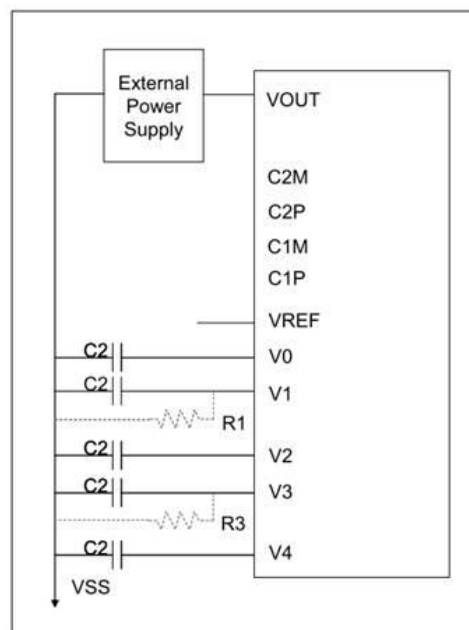 External
Power
Supply
VOUT
C2M
C2P
C1M
C1P
VREF
C2
V0
C2
V1
R1
C2
V2
C2
V3
R3
C2
V4
VSS